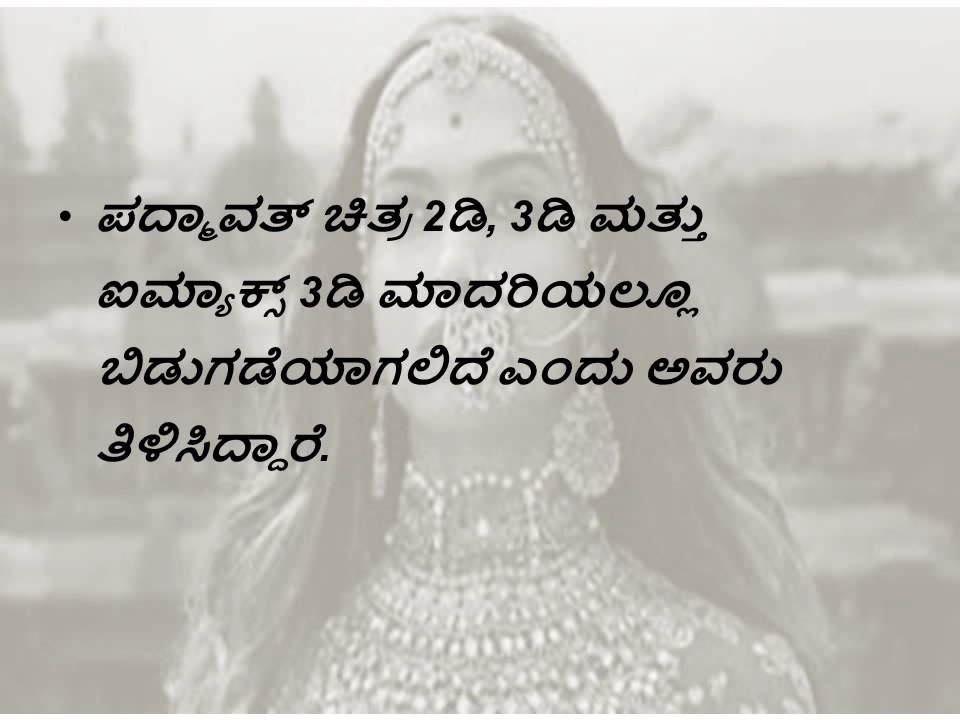 • ಪದ್ಮಾವತ್ ಚಿತ್ರ 2ಡಿ, 3ಡಿ ಮತ್ತು
ಐಮ್ಯಾಕ್ಸ್ 3ಡಿ ಮಾದರಿಯಲ್ಲೂ
ಬಿಡುಗಡೆಯಾಗಲಿದೆ ಎಂದು ಅವರು
ತಿಳಿಸಿದ್ದಾರೆ.